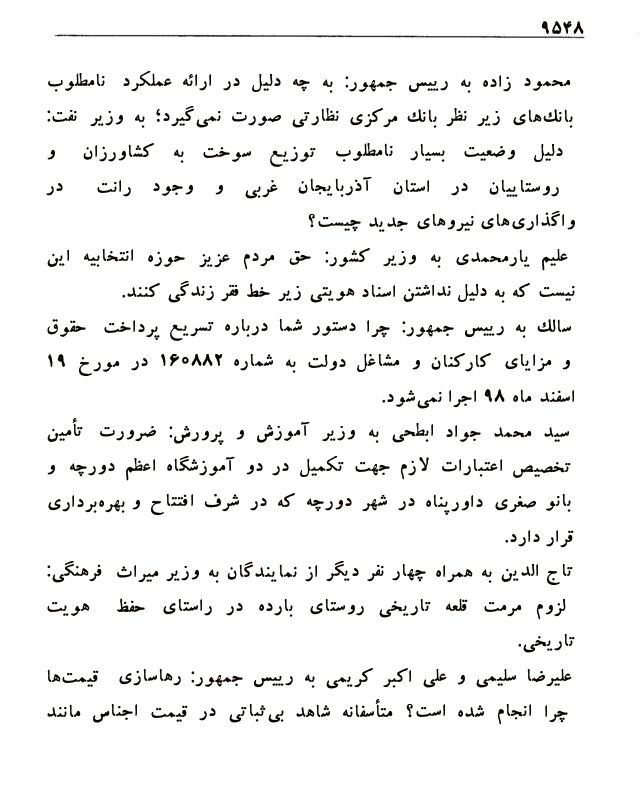 ۹۵۴۸
محمود زاده به رییس جمهور: به چه دلیل در ارائه عملکرد نامطلوب
بانك‌های زیر نظر بانك مرکزی نظارتی صورت نمی‌گیرد؛ به وزیر نفت:
دلیل وضعیت بسیار نامطلوب توزیع سوخت به کشاورزان و
روستاییان در استان آذربایجان غربی و وجود رانت در
واگذاری‌های نیروهای جدید چیست؟
علیم یارمحمدی به وزیر کشور: حق مردم عزیز حوزه انتخابیه این
نیست که به دلیل نداشتن اسناد هویتی زیر خط فقر زندگی کنند.
سالك به رییس جمهور: چرا دستور شما درباره تسریع پرداخت حقوق
و مزایای کارکنان و مشاغل دولت به شماره ۱۶۰۸۸۲ در مورخ ۱۹
اسفند ماه ۹۸ اجرا نمی‌شود.
سید محمد جواد ابطحی به وزیر آموزش و پرورش: ضرورت تأمین
تخصیص اعتبارات لازم جهت تکمیل در دو آموزشگاه اعظم دورچه و
بانو صغری داورپناه در شهر دورچه که در شرف افتتاح و بهره‌برداری
قرار دارد.
تاج الدین به همراه چهار نفر دیگر از نمایندگان به وزیر میراث فرهنگی:
لزوم مرمت قلعه تاریخی روستای بارده در راستای حفظ هویت
تاریخی.
علیرضا سلیمی و علی اکبر کریمی به رییس جمهور: رهاسازی قیمت‌ها
چرا انجام شده است؟ متأسفانه شاهد بی‌ثباتی در قیمت اجناس مانند